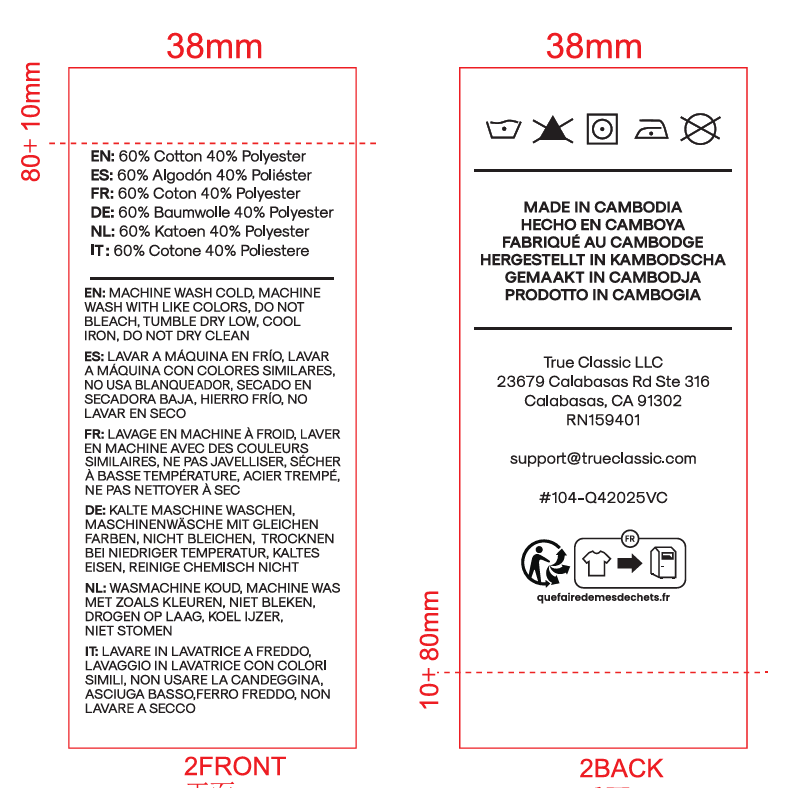 38mm
80+ 10mm
EN: 60% Cotton 40% Polyester
ES: 60% Algodón 40% Poliéster
FR: 60% Coton 40% Polyester
DE: 60% Baumwolle 40% Polyester
NL: 60% Katoen 40% Polyester
IT: 60% Cotone 40% Poliestere
EN: MACHINE WASH COLD, MACHINE
WASH WITH LIKE COLORS, DO NOT
BLEACH, TUMBLE DRY LOW, COOL
IRON, DO NOT DRY CLEAN
ES: LAVAR A MÁQUINA EN FRÍO, LAVAR
A MÁQUINA CON COLORES SIMILARES,
NO USA BLANQUEADOR, SECADO EN
SECADORA BAJA, HIERRO FRÍO, NO
LAVAR EN SECO
FR: LAVAGE EN MACHINE À FROID, LAVER
EN MACHINE AVEC DES COULEURS
SIMILAIRES, NE PAS JAVELLISER, SÉCHER
À BASSE TEMPÉRATURE, ACIER TREMPÉ,
NE PAS NETTOYER À SEC
DE: KALTE MASCHINE WASCHEN,
MASCHINENWÄSCHE MIT GLEICHEN
FARBEN, NICHT BLEICHEN, TROCKNEN
BEI NIEDRIGER TEMPERATUR, KALTES
EISEN, REINIGE CHEMISCH NICHT
NL: WASMACHINE KOUD, MACHINE WAS
MET ZOALS KLEUREN, NIET BLEKEN,
DROGEN OP LAAG, KOEL IJZER,
NIET STOMEN
IT: LAVARE IN LAVATRICE A FREDDO,
LAVAGGIO IN LAVATRICE CON COLORI
SIMILI, NON USARE LA CANDEGGINA,
ASCIUGA BASSO,FERRO FREDDO, NON
LAVARE A SECCO
2FRONT
38mm
MADE IN CAMBODIA
HECHO EN CAMBOYA
FABRIQUÉ AU CAMBODGE
HERGESTELLT IN KAMBODSCHA
GEMAAKT IN CAMBODJA
PRODOTTO IN CAMBOGIA
True Classic LLC
23679 Calabasas Rd Ste 316
Calabasas, CA 91302
RN159401
support@trueclassic.com
#104-Q42025VC
FR
quefairedemesdechets.fr
10+ 80mm
2BACK